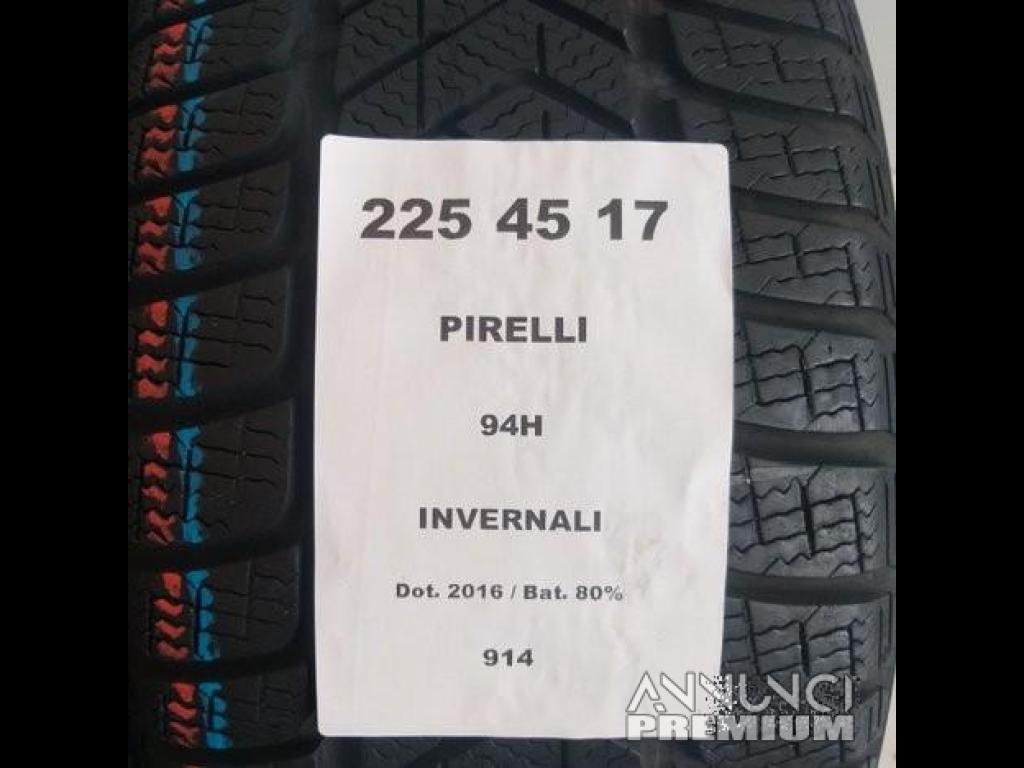 225 45 17
PIRELLI
94H
INVERNALI
Dot. 2016 / Bat. 80%
914
ANNUNCI
PREMIUM